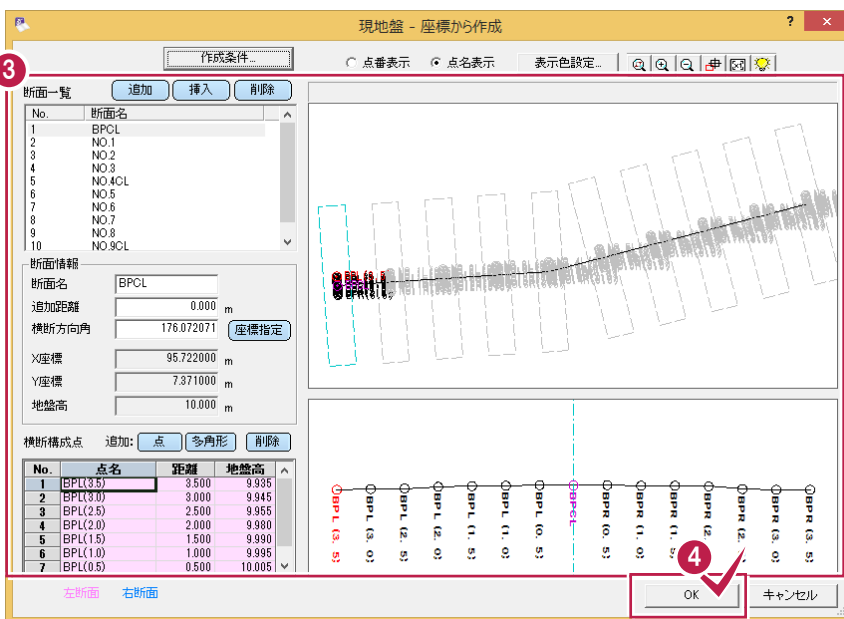 現地盤 - 座標から作成
? ×
作成条件...
点番表示 点名表示 表示色設定...
3
断面一覧 追加 挿入 削除
No. 断面名
1 BPCL
2 NO.1
3 NO.2
4 NO.3
5 NO.4CL
6 NO.5
7 NO.6
8 NO.7
9 NO.8
10 NO.9CL
断面情報
断面名 BPCL
追加距離 0.000 m
横断方向角 176.072071 座標指定
X座標 95.722000 m
Y座標 7.371000 m
地盤高 10.000 m
横断構成点 追加: 点 多角形 削除
No. 点名 距離 地盤高
1 BPL(3.5) 3.500 9.935
2 BPL(3.0) 3.000 9.945
3 BPL(2.5) 2.500 9.955
4 BPL(2.0) 2.000 9.980
5 BPL(1.5) 1.500 9.990
6 BPL(1.0) 1.000 9.995
7 BPL(0.5) 0.500 10.005
BPL (3. 5)
BPL (3. 0)
BPL (2. 5)
BPL (2. 0)
BPL (1. 5)
BPL (1. 0)
BPL (0. 5)
BPCL
BPR (0. 5)
BPR (1. 0)
BPR (1.
BPR (2.
BPR (2.
BPR (3. 0)
BPR (3. 5)
4
左断面 右断面
OK キャンセル